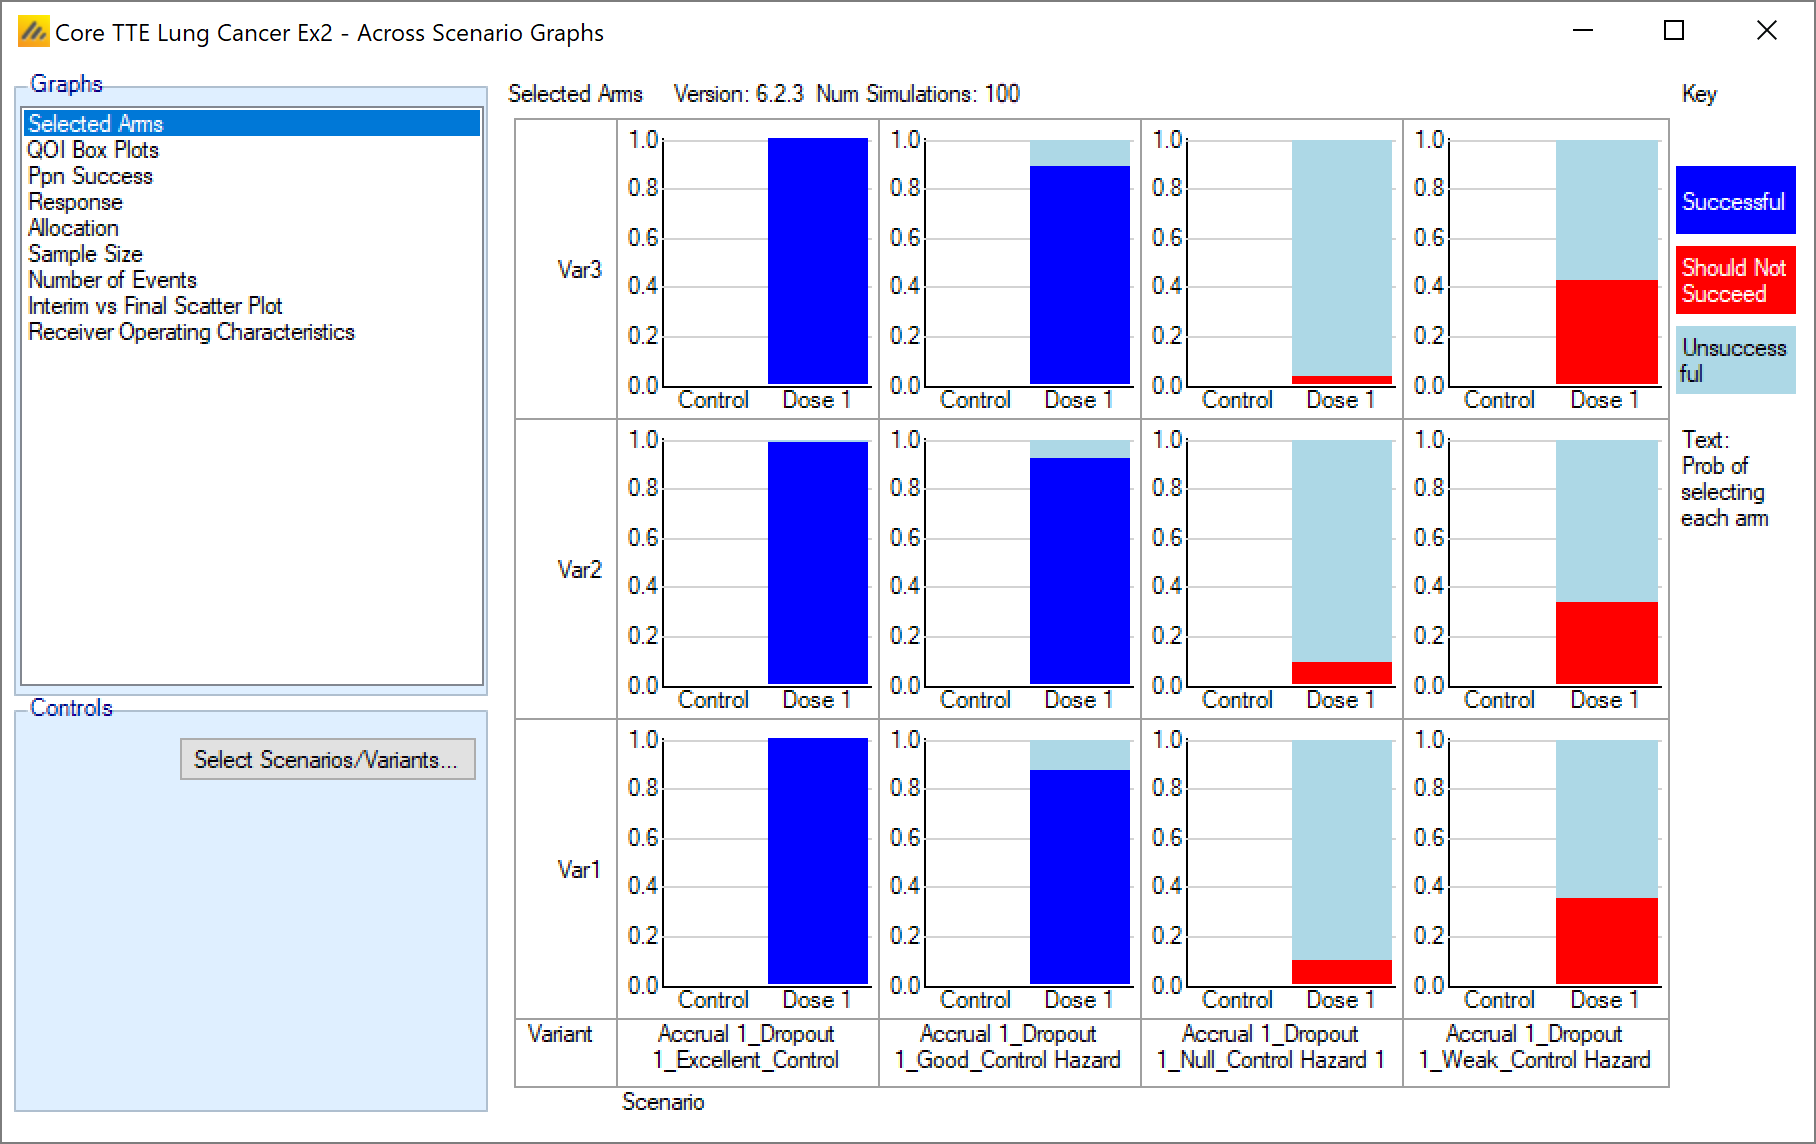 Core TTE Lung Cancer Ex2 - Across Scenario Graphs
Graphs
Selected Arms
QOI Box Plots
Ppn Success
Response
Allocation
Sample Size
Number of Events
Interim vs Final Scatter Plot
Receiver Operating Characteristics
Controls
Select Scenarios/Variants...
Selected Arms Version: 6.2.3 Num Simulations: 100
Var3
1.0
0.8
0.6
0.4
0.2
0.0
Control Dose 1
1.0
0.8
0.6
0.4
0.2
0.0
Control Dose 1
1.0
0.8
0.6
0.4
0.2
0.0
Control Dose 1
1.0
0.8
0.6
0.4
0.2
0.0
Control Dose 1
Var2
1.0
0.8
0.6
0.4
0.2
0.0
Control Dose 1
1.0
0.8
0.6
0.4
0.2
0.0
Control Dose 1
1.0
0.8
0.6
0.4
0.2
0.0
Control Dose 1
1.0
0.8
0.6
0.4
0.2
0.0
Control Dose 1
Var1
1.0
0.8
0.6
0.4
0.2
0.0
Control Dose 1
1.0
0.8
0.6
0.4
0.2
0.0
Control Dose 1
1.0
0.8
0.6
0.4
0.2
0.0
Control Dose 1
1.0
0.8
0.6
0.4
0.2
0.0
Control Dose 1
Variant
Accrual 1_Dropout
1_Excellent_Control
Accrual 1_Dropout
1_Good_Control Hazard
Accrual 1_Dropout
1_Null_Control Hazard 1
Accrual 1_Dropout
1_Weak_Control Hazard
Scenario
Key
Successful
Should Not
Succeed
Unsuccess
ful
Text:
Prob of
selecting
each arm